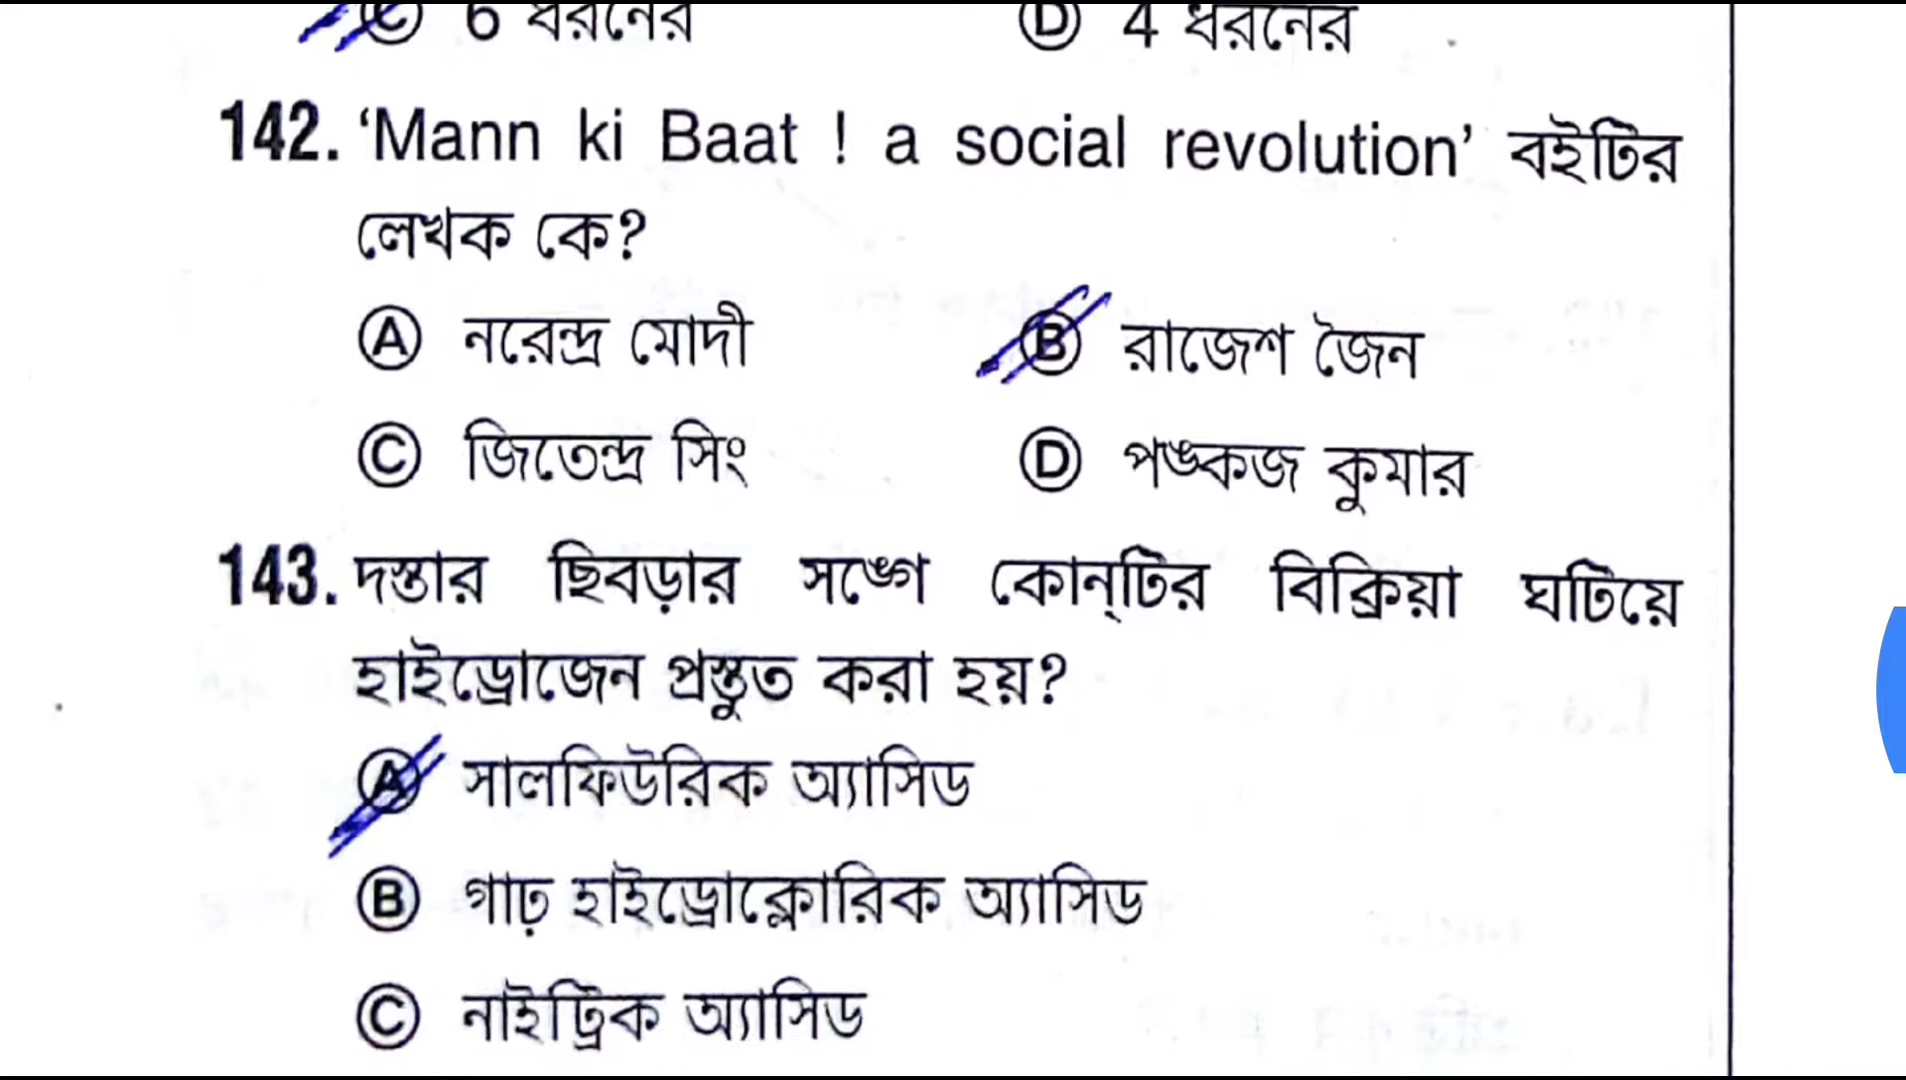 Ⓒ 6 ধরনের Ⓓ 4 ধরনের
142. ‘Mann ki Baat ! a social revolution’ বইটির
লেখক কে?
Ⓐ নরেন্দ্র মোদী Ⓑ রাজেশ জৈন
Ⓒ জিতেন্দ্র সিং Ⓓ পঙ্কজ কুমার
143. দস্তার ছিবড়ার সঙ্গে কোন্‌টির বিক্রিয়া ঘটিয়ে
হাইড্রোজেন প্রস্তুত করা হয়?
Ⓐ সালফিউরিক অ্যাসিড
Ⓑ গাঢ় হাইড্রোক্লোরিক অ্যাসিড
Ⓒ নাইট্রিক অ্যাসিড